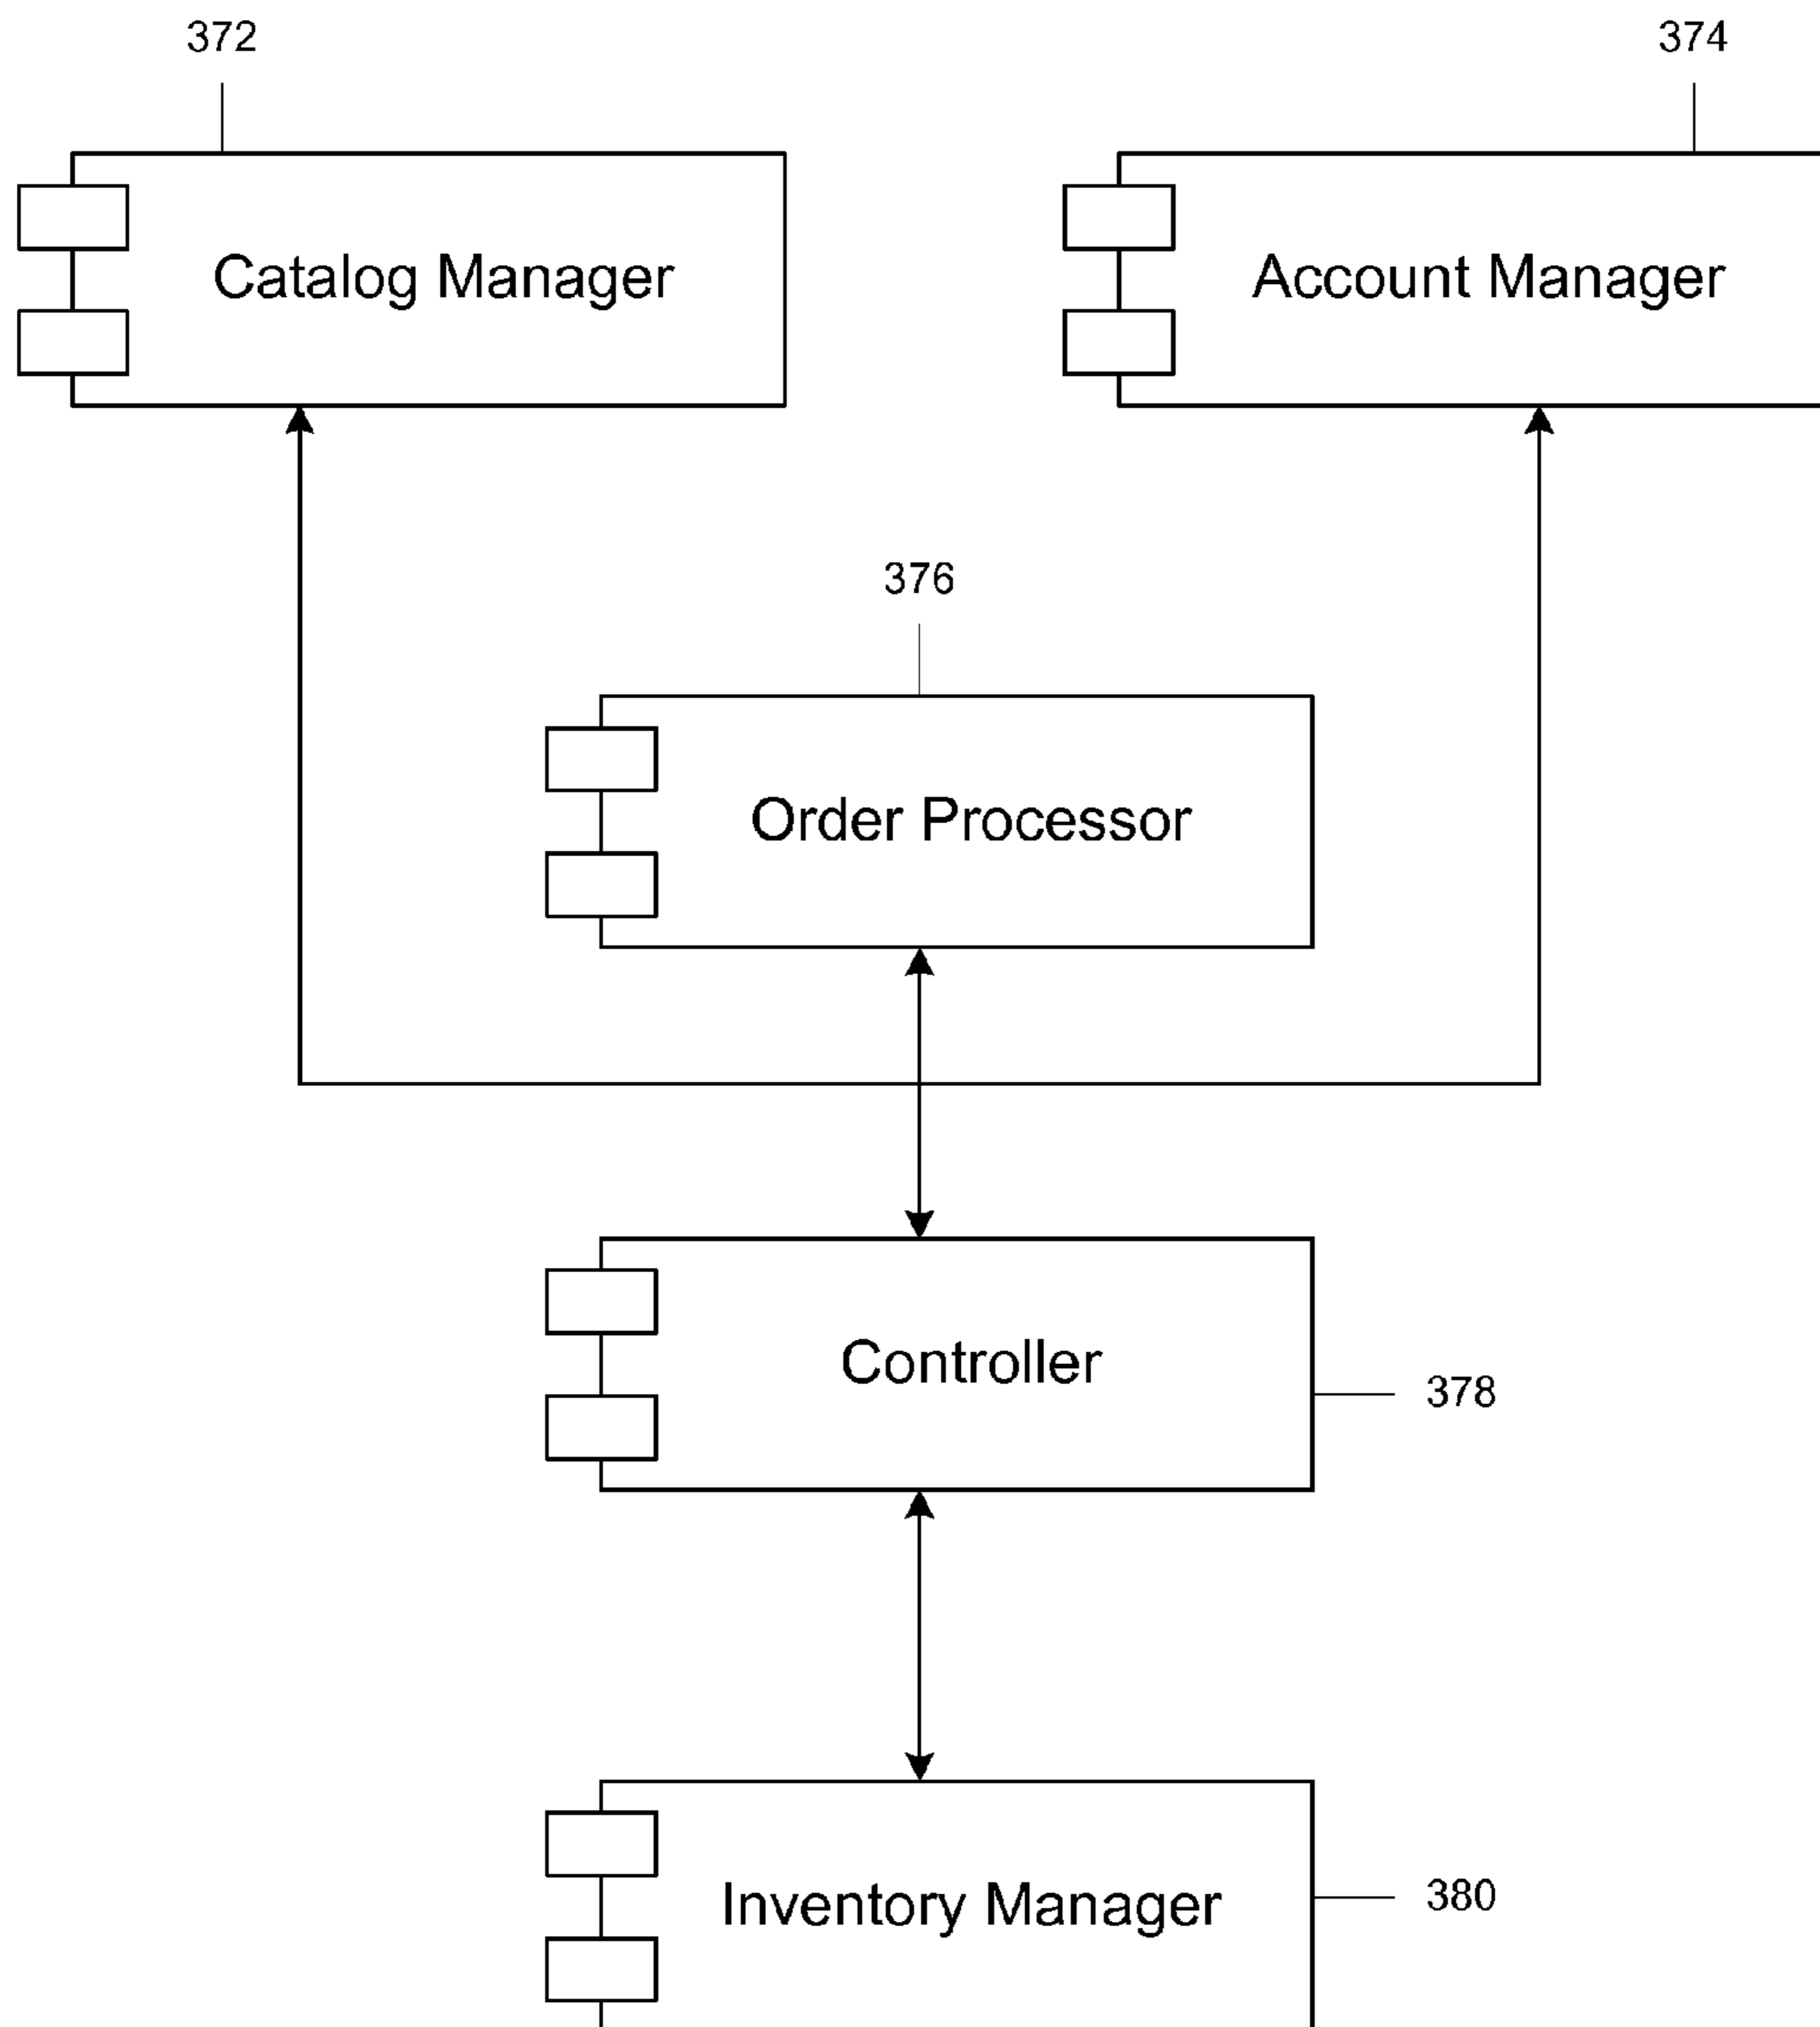 372
374
Catalog Manager
Account Manager
376
Order Processor
Controller
378
Inventory Manager
380